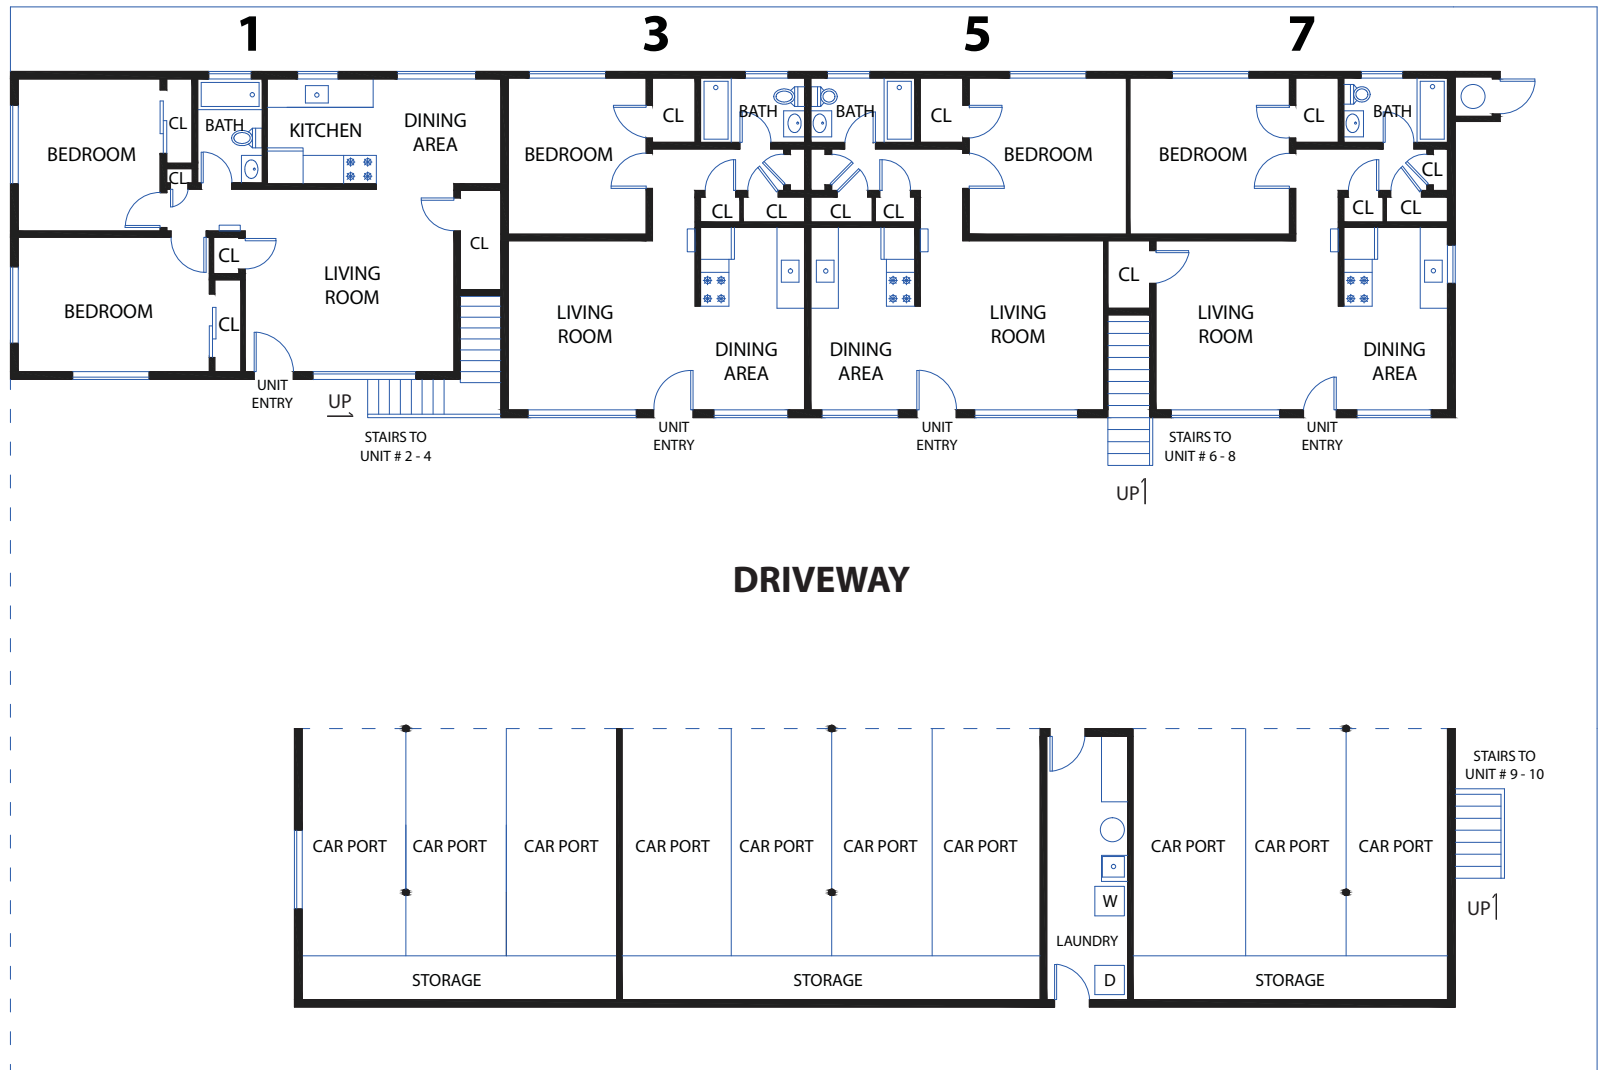 1
3
5
7
BEDROOM
CL
CL
BATH
KITCHEN
DINING
AREA
CL
BEDROOM
CL
CL
LIVING
ROOM
UNIT
ENTRY
UP
STAIRS TO
UNIT # 2 - 4
BEDROOM
CL
BATH
CL
CL
LIVING
ROOM
DINING
AREA
UNIT
ENTRY
BATH
CL
BEDROOM
CL
CL
DINING
AREA
LIVING
ROOM
UNIT
ENTRY
BEDROOM
CL
BATH
CL
CL
CL
CL
LIVING
ROOM
DINING
AREA
UNIT
ENTRY
STAIRS TO
UNIT # 6 - 8
UP
DRIVEWAY
CAR PORT
CAR PORT
CAR PORT
CAR PORT
CAR PORT
CAR PORT
CAR PORT
CAR PORT
CAR PORT
CAR PORT
STORAGE
STORAGE
STORAGE
W
LAUNDRY
D
STAIRS TO
UNIT # 9 - 10
UP